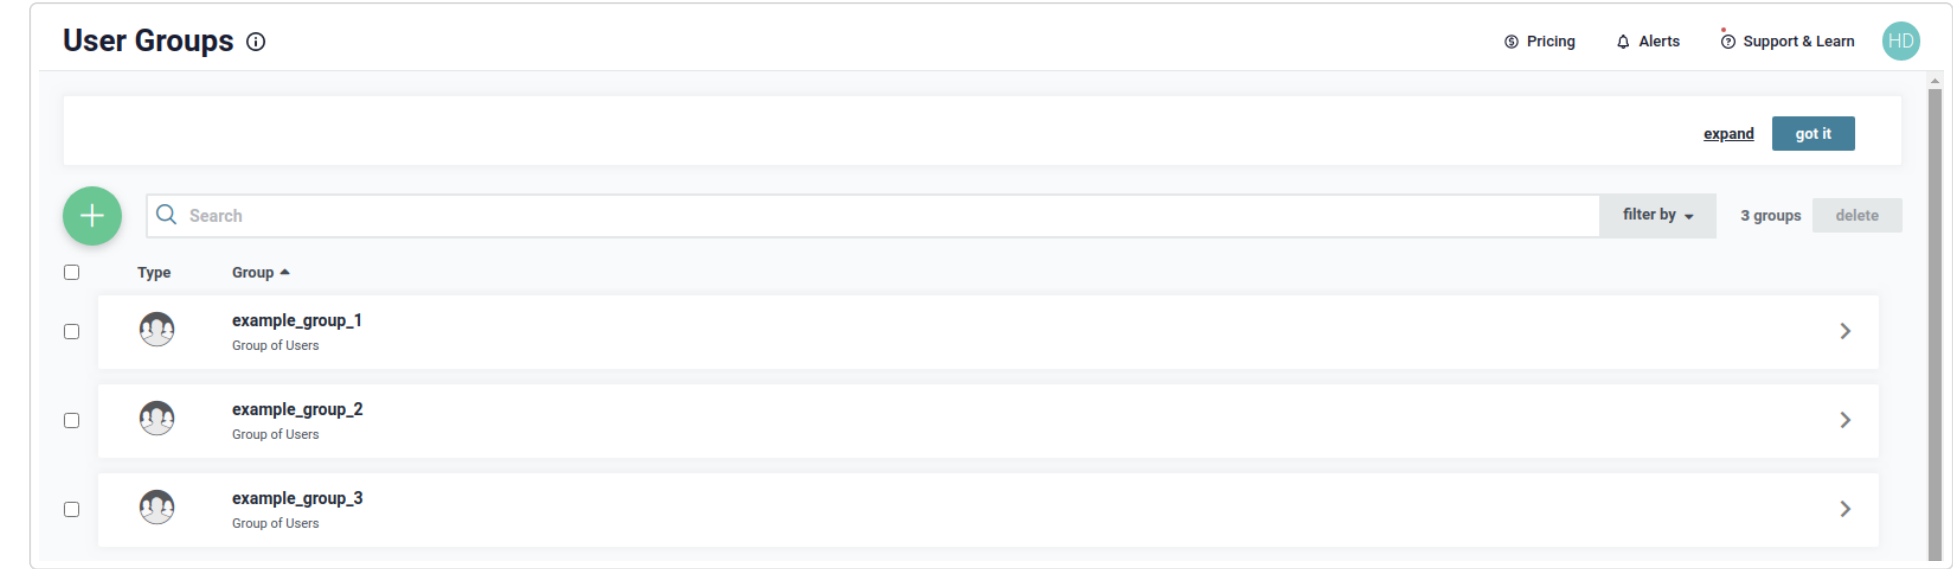 User Groups
Pricing Alerts Support & Learn HD
expand got it
Search filter by 3 groups delete
Type Group
example_group_1
Group of Users
example_group_2
Group of Users
example_group_3
Group of Users